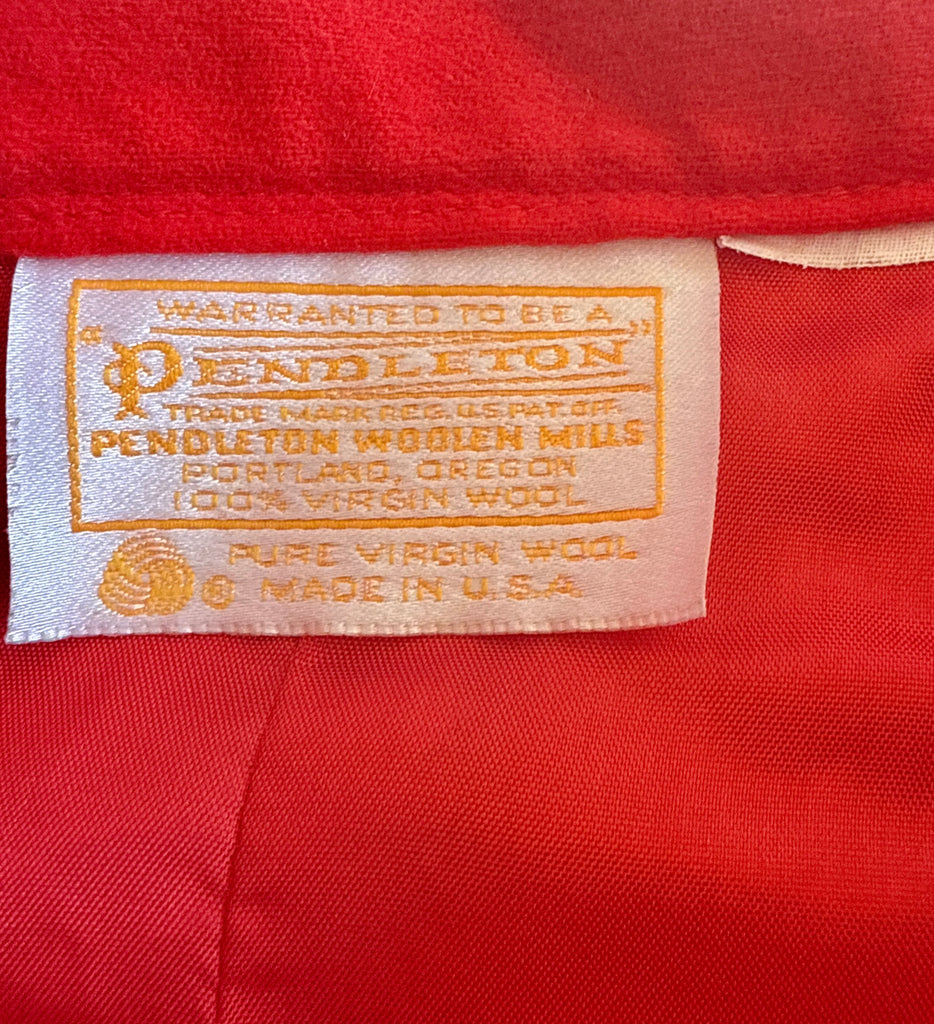 WARRANTED TO BE A
"PENDLETON"
TRADE MARK REG. U.S. PAT. OFF.
PENDLETON WOOLEN MILLS
PORTLAND, OREGON
100% VIRGIN WOOL
PURE VIRGIN WOOL
® MADE IN U.S.A.